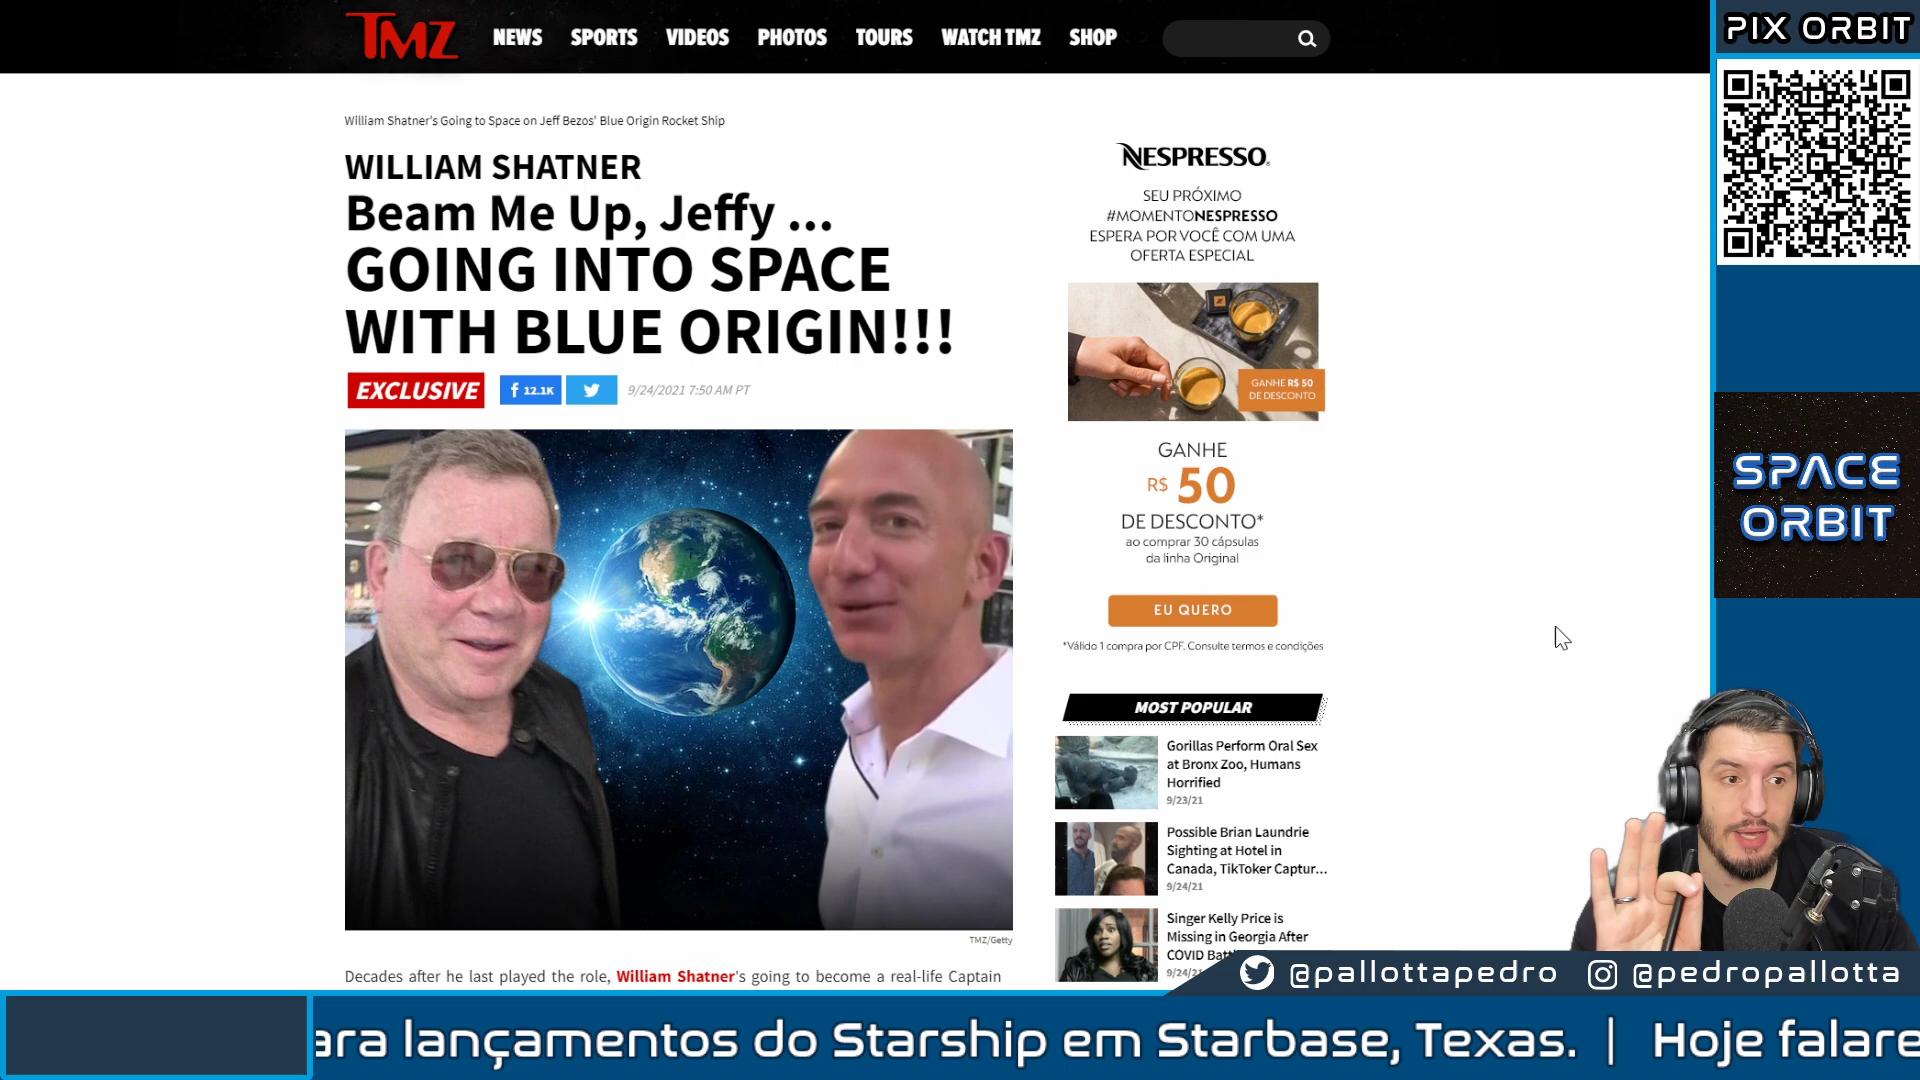 TMZ
NEWS SPORTS VIDEOS PHOTOS TOURS WATCH TMZ SHOP
William Shatner's Going to Space on Jeff Bezos' Blue Origin Rocket Ship
WILLIAM SHATNER
Beam Me Up, Jeffy ...
GOING INTO SPACE
WITH BLUE ORIGIN!!!
EXCLUSIVE
12.1K
9/24/2021 7:50 AM PT
TMZ/Getty
Decades after he last played the role, William Shatner's going to become a real-life Captain
NESPRESSO.
SEU PRÓXIMO
#MOMENTONESPRESSO
ESPERA POR VOCÊ COM UMA
OFERTA ESPECIAL
GANHE R$ 50
DE DESCONTO
GANHE
R$ 50
DE DESCONTO*
ao comprar 30 cápsulas
da linha Original
EU QUERO
*Válido 1 compra por CPF. Consulte termos e condições
MOST POPULAR
Gorillas Perform Oral Sex
at Bronx Zoo, Humans
Horrified
9/23/21
Possible Brian Laundrie
Sighting at Hotel in
Canada, TikToker Captur...
9/24/21
Singer Kelly Price is
Missing in Georgia After
COVID Batt
9/24/21
PIX ORBIT
SPACE
ORBIT
@pallottapedro @pedropallotta
ara lançamentos do Starship em Starbase, Texas. | Hoje falare